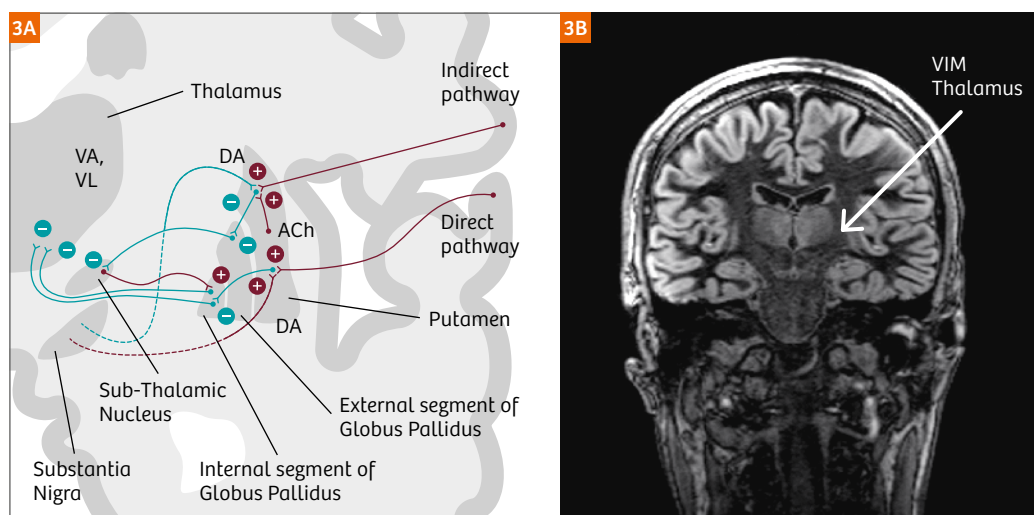 3A
Thalamus
VA,
VL
DA
ACh
Indirect
pathway
Direct
pathway
DA
Putamen
Sub-Thalamic
Nucleus
External segment of
Globus Pallidus
Substantia
Nigra
Internal segment of
Globus Pallidus
3B
VIM
Thalamus